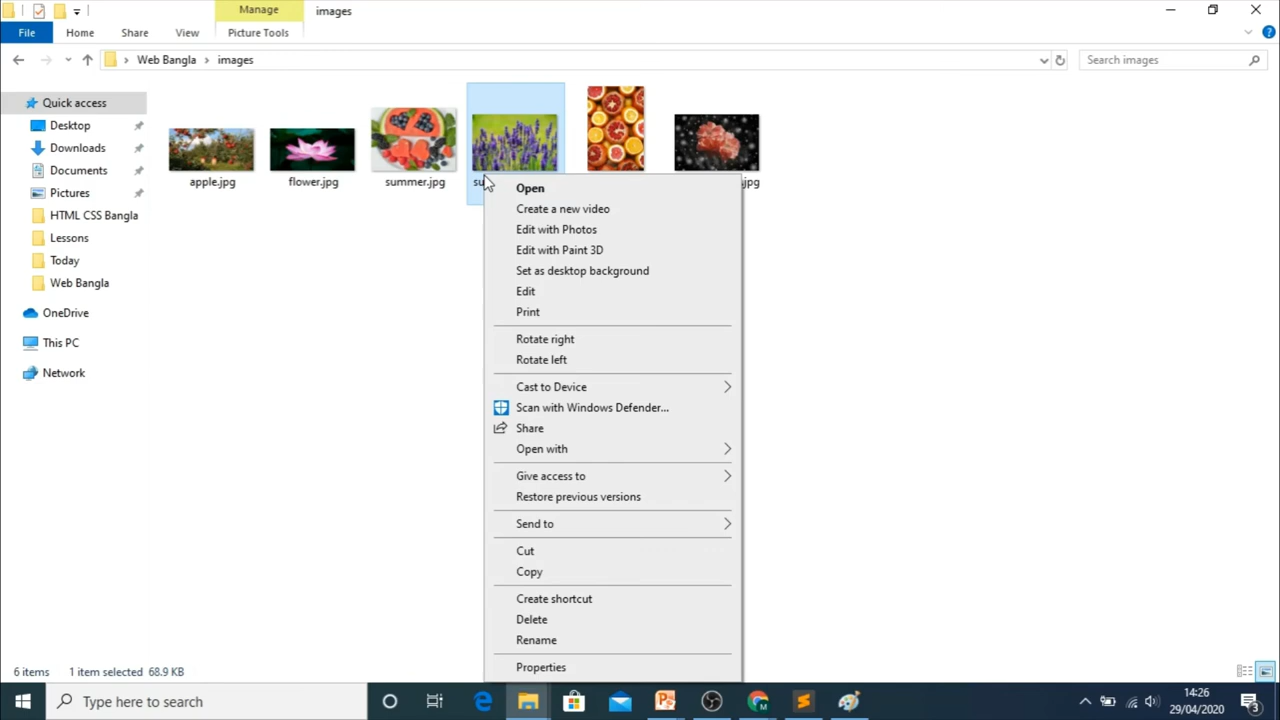 Manage
images
File
Home
Share
View
Picture Tools
Web Bangla
images
Search images
Quick access
Desktop
Downloads
Documents
Pictures
HTML CSS Bangla
Lessons
Today
Web Bangla
OneDrive
This PC
Network
apple.jpg
flower.jpg
summer.jpg
su
.jpg
Open
Create a new video
Edit with Photos
Edit with Paint 3D
Set as desktop background
Edit
Print
Rotate right
Rotate left
Cast to Device
Scan with Windows Defender...
Share
Open with
Give access to
Restore previous versions
Send to
Cut
Copy
Create shortcut
Delete
Rename
Properties
6 items 1 item selected 68.9 KB
Type here to search
14:26
29/04/2020
3